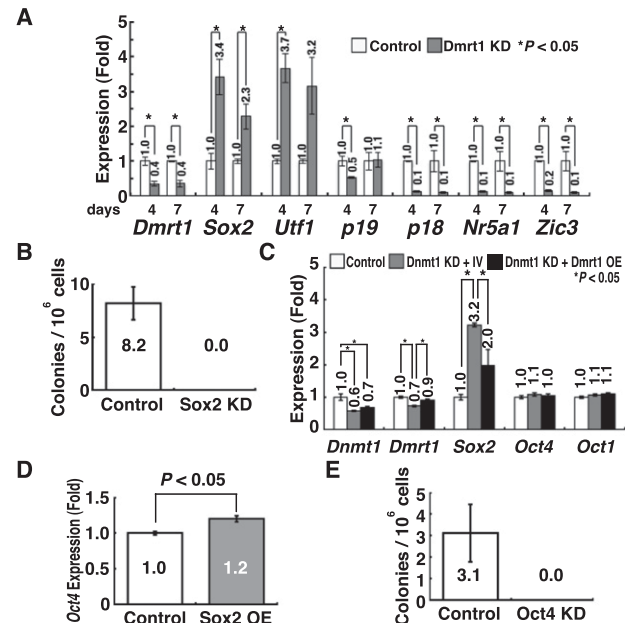 A
Expression (Fold)
5
4
3
2
1
0
Control Dmrt1 KD *P < 0.05
* * * * * * * * * * * *
1.0 0.4 1.0 0.4 1.0 3.4 1.0 2.3 1.0 3.7 1.0 3.2 1.0 0.5 1.0 1.1 1.0 0.1 1.0 0.1 1.0 0.1 1.0 0.1 1.0 0.2 1.0 0.1
days 4 7 4 7 4 7 4 7 4 7 4 7 4 7
Dmrt1 Sox2 Utf1 p19 p18 Nr5a1 Zic3
B
Colonies / 10^6 cells
10
5
0
8.2 0.0
Control Sox2 KD
C
Expression (Fold)
5
4
3
2
1
0
Control Dnmt1 KD + IV Dnmt1 KD + Dmrt1 OE
*P < 0.05
* * * * * *
1.0 0.6 0.7 1.0 0.7 0.9 1.0 3.2 2.0 1.0 1.1 1.0 1.0 1.1 1.1
Dnmt1 Dmrt1 Sox2 Oct4 Oct1
D
Oct4 Expression (Fold)
1.5
1.0
0.5
0
P < 0.05
1.0 1.2
Control Sox2 OE
E
Colonies / 10^6 cells
5
4
3
2
1
0
3.1 0.0
Control Oct4 KD